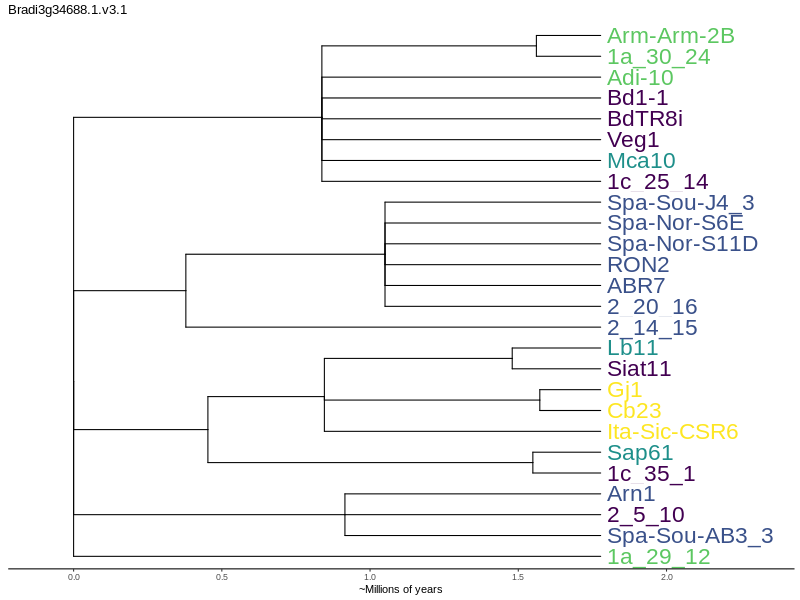 Bradi3g34688.1.v3.1
Arm-Arm-2B
1a_30_24
Adi-10
Bd1-1
BdTR8i
Veg1
Mca10
1c_25_14
Spa-Sou-J4_3
Spa-Nor-S6E
Spa-Nor-S11D
RON2
ABR7
2_20_16
2_14_15
Lb11
Siat11
Gj1
Cb23
Ita-Sic-CSR6
Sap61
1c_35_1
Arn1
2_5_10
Spa-Sou-AB3_3
1a_29_12
0.0 0.5 1.0 1.5 2.0
~Millions of years